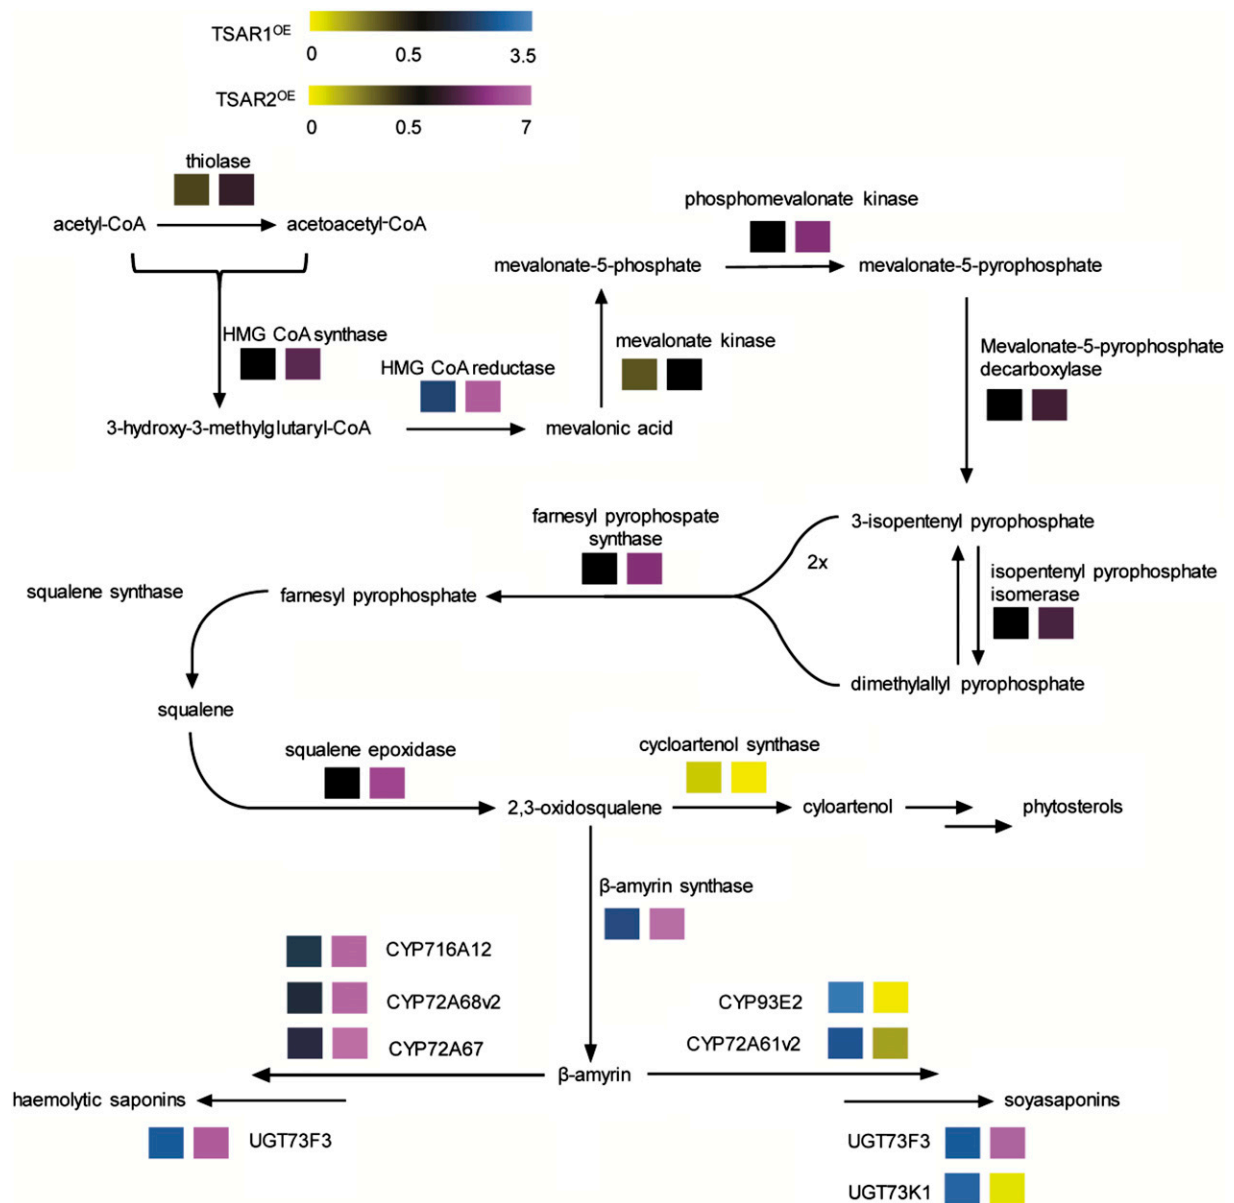 TSAR1OE
0 0.5 3.5
TSAR2OE
0 0.5 7
thiolase
acetyl-CoA
acetoacetyl-CoA
phosphomevalonate kinase
mevalonate-5-phosphate
mevalonate-5-pyrophosphate
HMG CoA synthase
HMG CoA reductase
mevalonate kinase
Mevalonate-5-pyrophosphate
decarboxylase
3-hydroxy-3-methylglutaryl-CoA
mevalonic acid
farnesyl pyrophospate
synthase
3-isopentenyl pyrophosphate
2x
isopentenyl pyrophosphate
isomerase
squalene synthase
farnesyl pyrophosphate
dimethylallyl pyrophosphate
squalene
squalene epoxidase
cycloartenol synthase
2,3-oxidosqualene
cyloartenol
phytosterols
β-amyrin synthase
CYP716A12
CYP72A68v2
CYP72A67
CYP93E2
CYP72A61v2
β-amyrin
haemolytic saponins
soyasaponins
UGT73F3
UGT73F3
UGT73K1